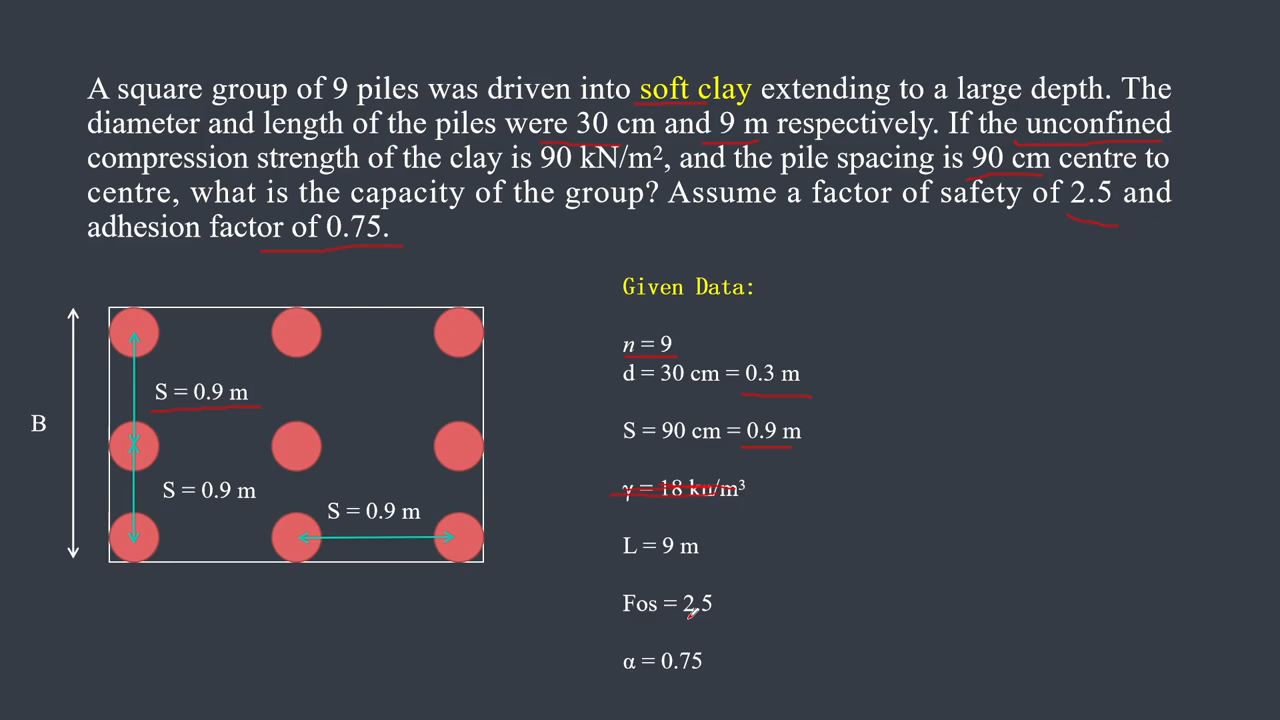 A square group of 9 piles was driven into soft clay extending to a large depth. The
diameter and length of the piles were 30 cm and 9 m respectively. If the unconfined
compression strength of the clay is 90 kN/m², and the pile spacing is 90 cm centre to
centre, what is the capacity of the group? Assume a factor of safety of 2.5 and
adhesion factor of 0.75.
Given Data:
n = 9
d = 30 cm = 0.3 m
S = 90 cm = 0.9 m
γ = 18 kn/m³
L = 9 m
Fos = 2.5
α = 0.75
S = 0.9 m
B
S = 0.9 m
S = 0.9 m